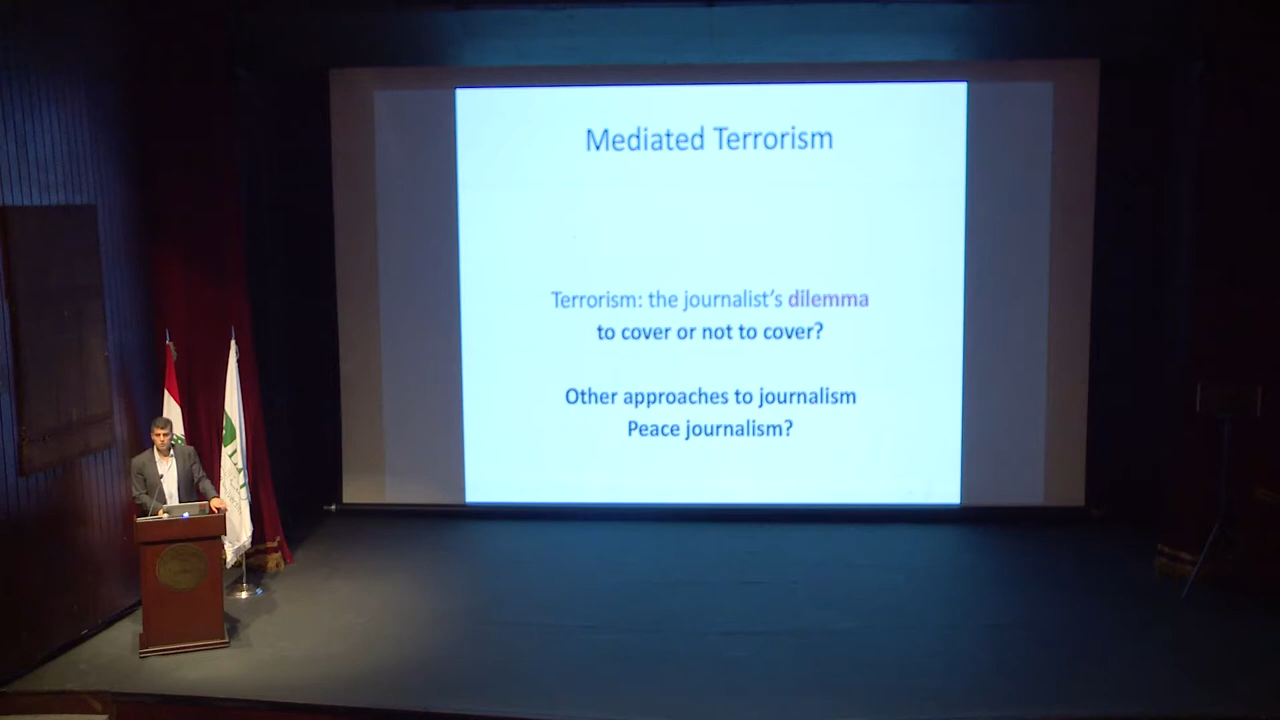 Mediated Terrorism
Terrorism: the journalist's dilemma
to cover or not to cover?
Other approaches to journalism
Peace journalism?